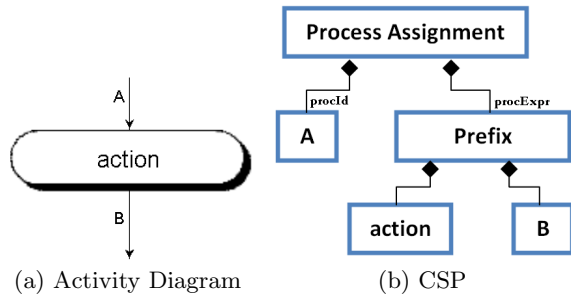 A
action
B
(a) Activity Diagram
Process Assignment
procId
procExpr
A
Prefix
action
B
(b) CSP